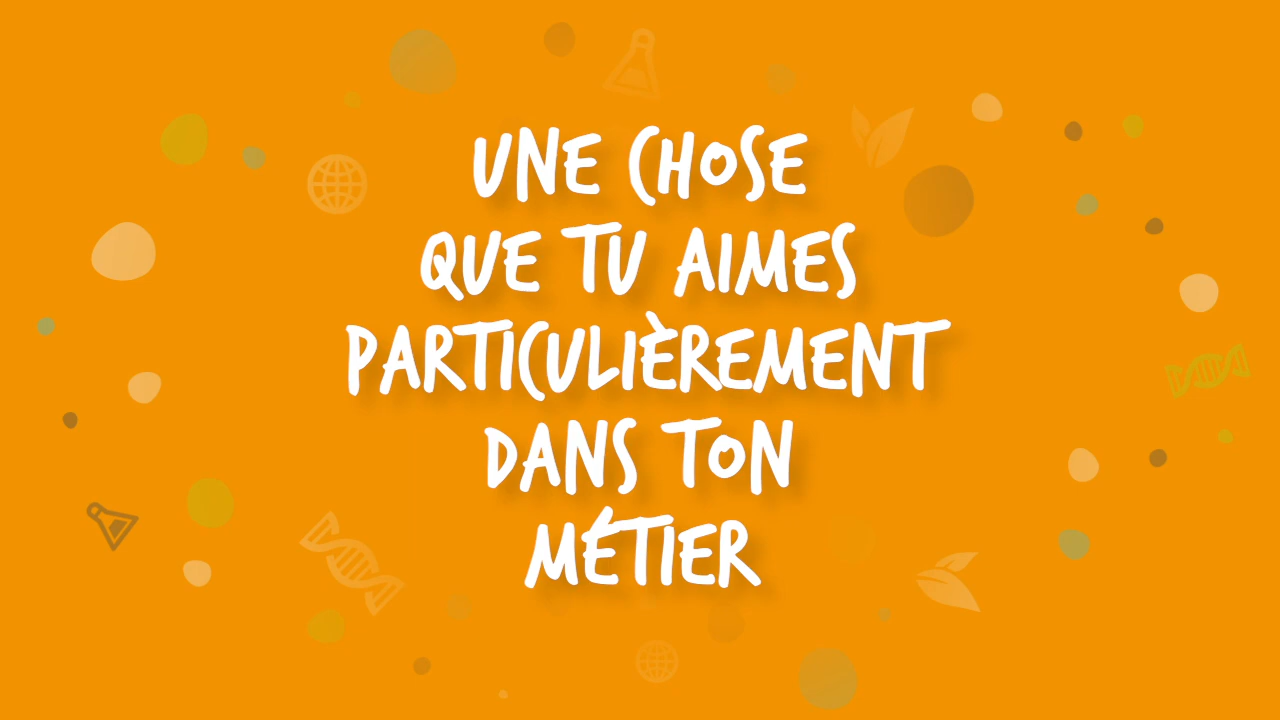 UNE CHOSE
QUE TU AIMES
PARTICULIÈREMENT
DANS TON
MÉTIER